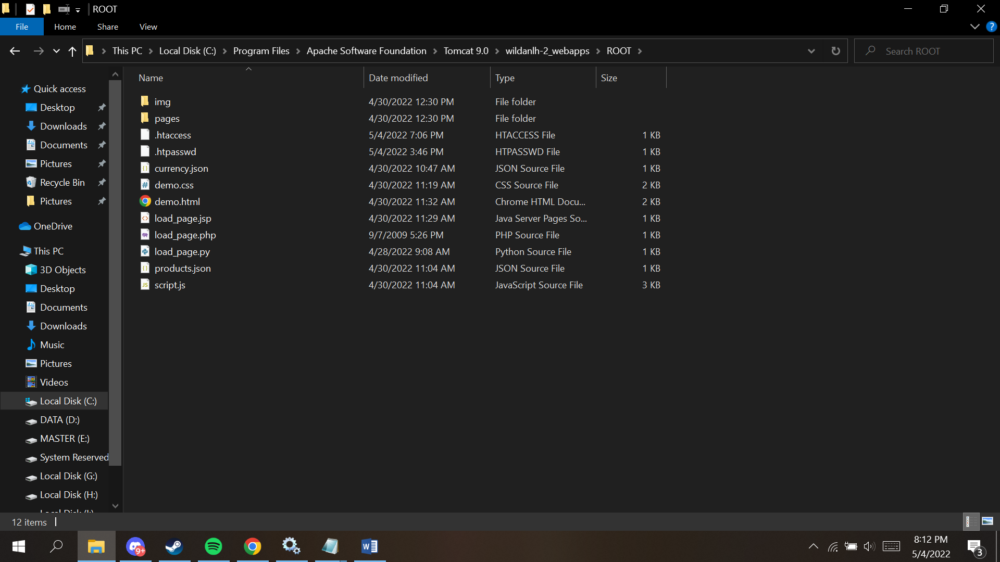 ROOT
File Home Share View
This PC Local Disk (C:) Program Files Apache Software Foundation Tomcat 9.0 wildanlh-2_webapps ROOT
Search ROOT
Name Date modified Type Size
img 4/30/2022 12:30 PM File folder
pages 4/30/2022 12:30 PM File folder
.htaccess 5/4/2022 7:06 PM HTACCESS File 1 KB
.htpasswd 5/4/2022 3:46 PM HTPASSWD File 1 KB
currency.json 4/30/2022 10:47 AM JSON Source File 1 KB
demo.css 4/30/2022 11:19 AM CSS Source File 2 KB
demo.html 4/30/2022 11:32 AM Chrome HTML Docu... 2 KB
load_page.jsp 4/30/2022 11:29 AM Java Server Pages So... 1 KB
load_page.php 9/7/2009 5:26 PM PHP Source File 1 KB
load_page.py 4/28/2022 9:08 AM Python Source File 1 KB
products.json 4/30/2022 11:04 AM JSON Source File 1 KB
script.js 4/30/2022 11:04 AM JavaScript Source File 3 KB
Quick access
Desktop
Downloads
Documents
Pictures
Recycle Bin
Pictures
OneDrive
This PC
3D Objects
Desktop
Documents
Downloads
Music
Pictures
Videos
Local Disk (C:)
DATA (D:)
MASTER (E:)
System Reserved
Local Disk (G:)
Local Disk (H:)
12 items
9+
8:12 PM
5/4/2022
3